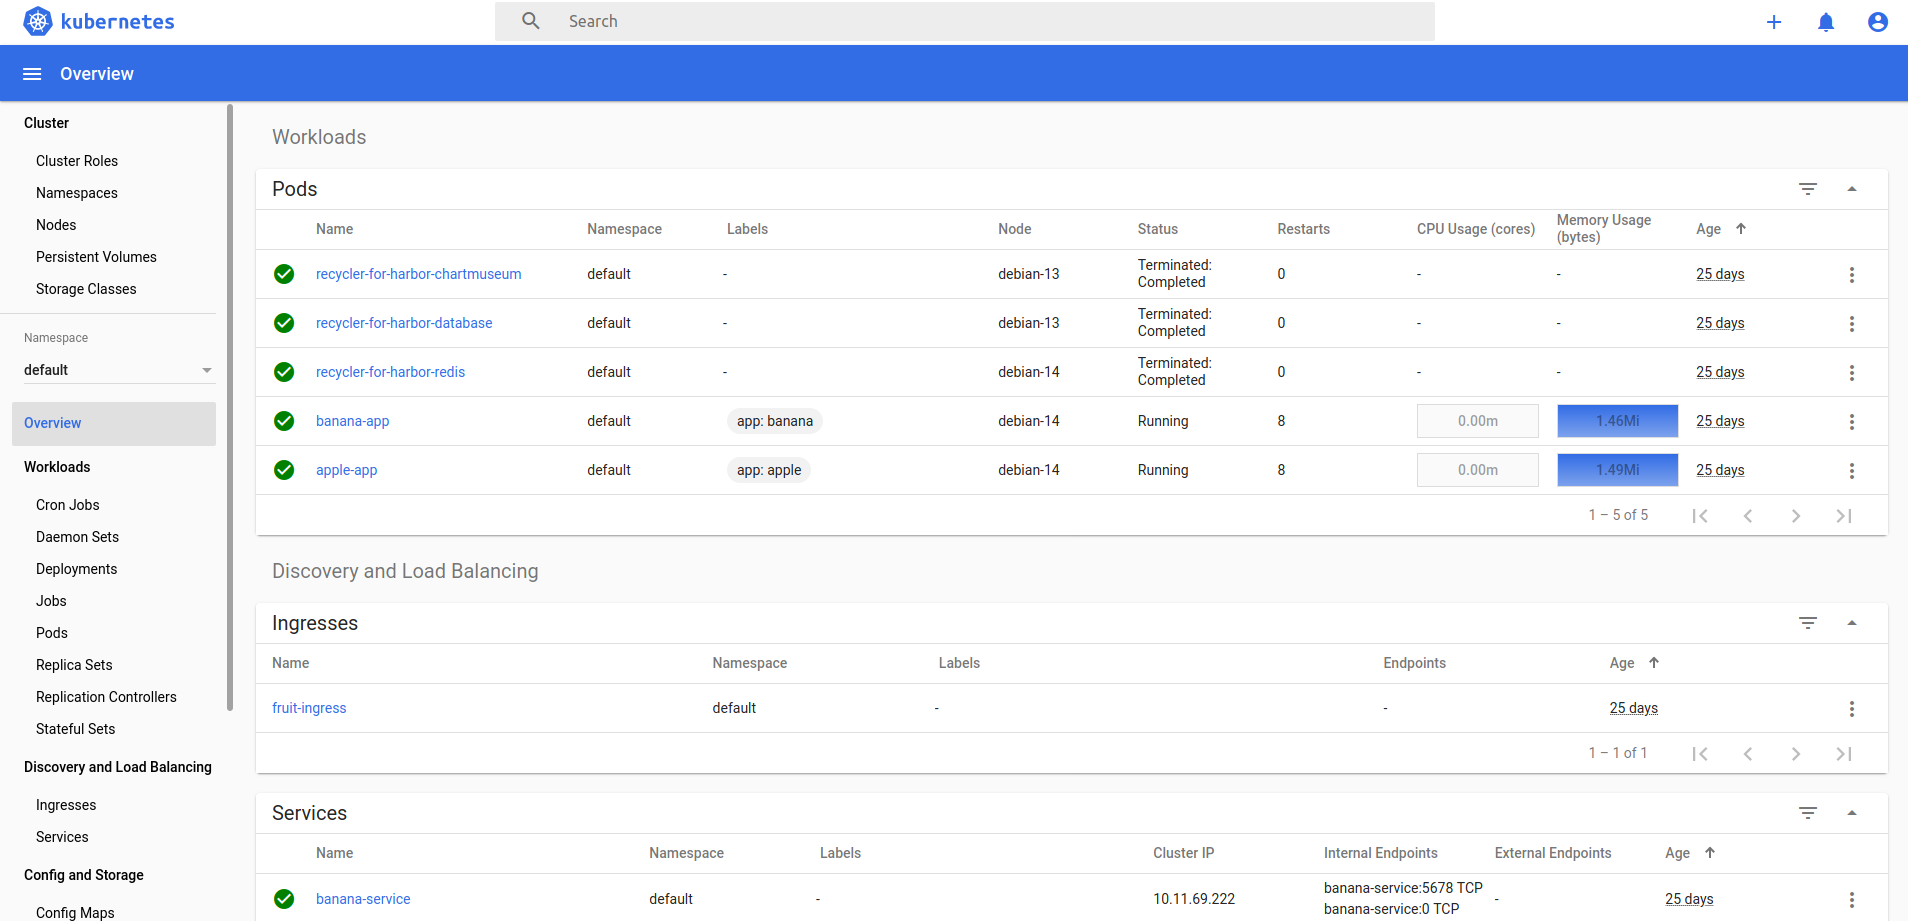 kubernetes
Search
Overview
Cluster
Cluster Roles
Namespaces
Nodes
Persistent Volumes
Storage Classes
Namespace
default
Overview
Workloads
Cron Jobs
Daemon Sets
Deployments
Jobs
Pods
Replica Sets
Replication Controllers
Stateful Sets
Discovery and Load Balancing
Ingresses
Services
Config and Storage
Config Maps
Workloads
Pods
Name Namespace Labels Node Status Restarts CPU Usage (cores) Memory Usage (bytes) Age
recycler-for-harbor-chartmuseum default - debian-13 Terminated: Completed 0 - - 25 days
recycler-for-harbor-database default - debian-13 Terminated: Completed 0 - - 25 days
recycler-for-harbor-redis default - debian-14 Terminated: Completed 0 - - 25 days
banana-app default app: banana debian-14 Running 8 0.00m 1.46Mi 25 days
apple-app default app: apple debian-14 Running 8 0.00m 1.49Mi 25 days
1 – 5 of 5
Discovery and Load Balancing
Ingresses
Name Namespace Labels Endpoints Age
fruit-ingress default - - 25 days
1 – 1 of 1
Services
Name Namespace Labels Cluster IP Internal Endpoints External Endpoints Age
banana-service default - 10.11.69.222 banana-service:5678 TCP - 25 days
banana-service:0 TCP